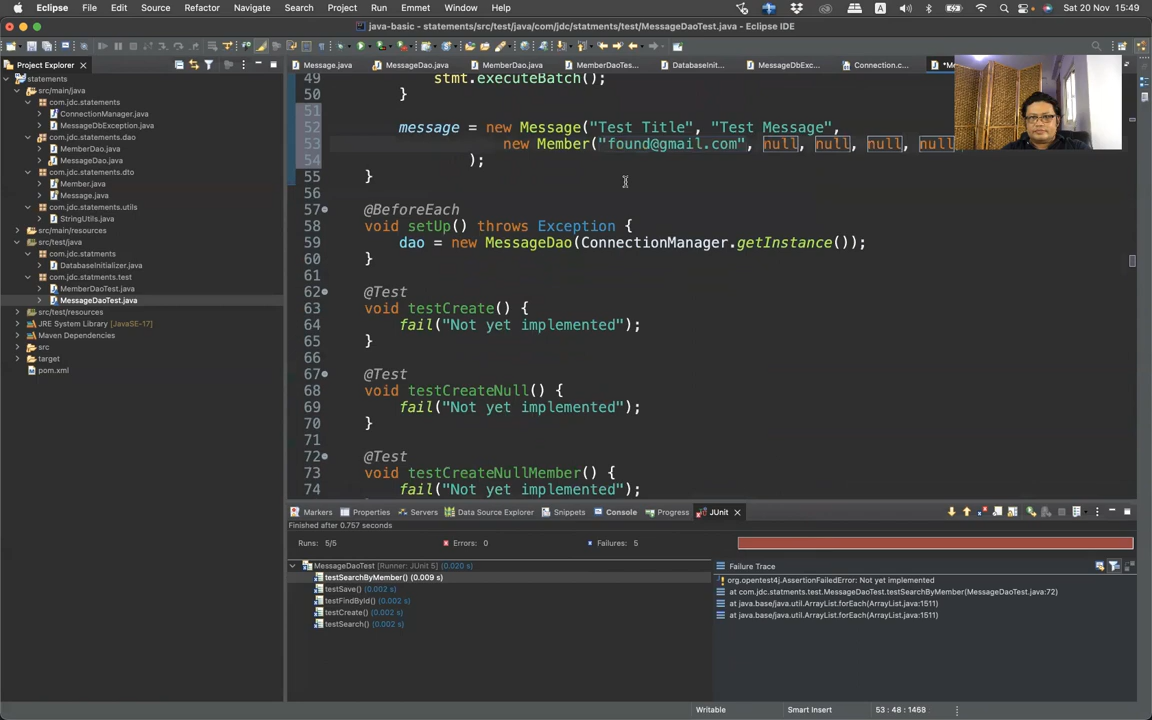 Eclipse File Edit Source Refactor Navigate Search Project Run Emmet Window Help A Sat 20 Nov 15:49
java-basic - statements/src/test/java/com/jdc/statments/test/MessageDaoTest.java - Eclipse IDE
Project Explorer
Message.java MessageDao.java MemberDao.java MemberDaoTes... DatabaseInit... MessageDbExc... Connection.c...
statements
src/main/java
com.jdc.statements
ConnectionManager.java
MessageDbException.java
com.jdc.statements.dao
MemberDao.java
MessageDao.java
com.jdc.statements.dto
Member.java
Message.java
com.jdc.statements.utils
StringUtils.java
src/main/resources
src/test/java
com.jdc.statments
DatabaseInitializer.java
com.jdc.statments.test
MemberDaoTest.java
MessageDaoTest.java
src/test/resources
JRE System Library [JavaSE-17]
Maven Dependencies
src
target
pom.xml
49 stmt.executeBatch();
50 }
51
52 message = new Message("Test Title", "Test Message",
53 new Member("found@gmail.com", null, null, null, null
54 );
55 }
56
57 @BeforeEach
58 void setUp() throws Exception {
59 dao = new MessageDao(ConnectionManager.getInstance());
60 }
61
62 @Test
63 void testCreate() {
64 fail("Not yet implemented");
65 }
66
67 @Test
68 void testCreateNull() {
69 fail("Not yet implemented");
70 }
71
72 @Test
73 void testCreateNullMember() {
74 fail("Not yet implemented");
Markers Properties Servers Data Source Explorer Snippets Console Progress JUnit
Finished after 0.757 seconds
Runs: 5/5 Errors: 0 Failures: 5
MessageDaoTest [Runner: JUnit 5] (0.020 s)
testSearchByMember() (0.009 s)
testSave() (0.002 s)
testFindById() (0.002 s)
testCreate() (0.002 s)
testSearch() (0.002 s)
Failure Trace
org.opentest4j.AssertionFailedError: Not yet implemented
at com.jdc.statments.test.MessageDaoTest.testSearchByMember(MessageDaoTest.java:72)
at java.base/java.util.ArrayList.forEach(ArrayList.java:1511)
at java.base/java.util.ArrayList.forEach(ArrayList.java:1511)
Writable Smart Insert 53 : 48 : 1468